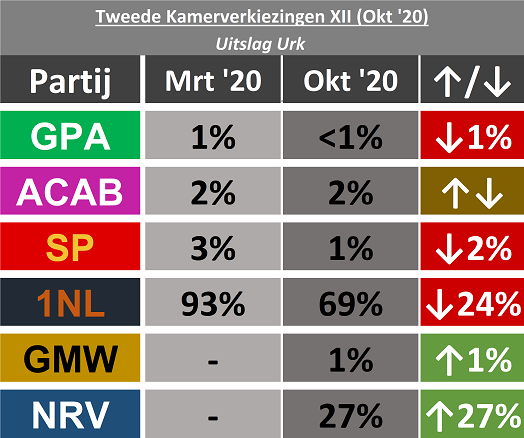 Tweede Kamerverkiezingen XII (Okt '20)
Uitslag Urk
Partij Mrt '20 Okt '20 ↑/↓
GPA 1% <1% ↓1%
ACAB 2% 2% ↑↓
SP 3% 1% ↓2%
1NL 93% 69% ↓24%
GMW - 1% ↑1%
NRV - 27% ↑27%